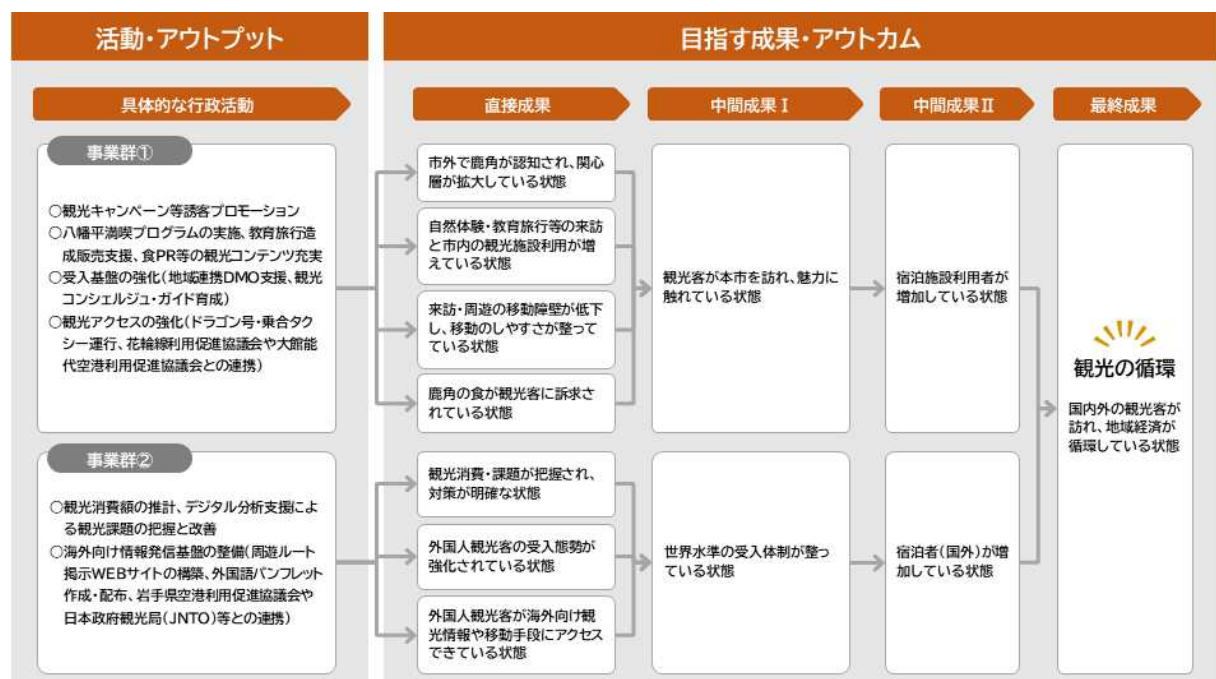 活動・アウトプット
目指す成果・アウトカム
具体的な行政活動
直接成果
中間成果Ⅰ
中間成果Ⅱ
最終成果
事業群①
○観光キャンペーン等誘客プロモーション
○八幡平満喫プログラムの実施、教育旅行造
成販売支援、食PR等の観光コンテンツ充実
○受入基盤の強化(地域連携DMO支援、観光
コンシェルジュ・ガイド育成)
○観光アクセスの強化(ドラゴン号・乗合タク
シー運行、花輪線利用促進協議会や大館能
代空港利用促進協議会との連携)
市外で鹿角が認知され、関心
層が拡大している状態
自然体験・教育旅行等の来訪
と市内の観光施設利用が増
えている状態
来訪・周遊の移動障壁が低下
し、移動のしやすさが整って
ている状態
鹿角の食が観光客に訴求さ
れている状態
観光客が本市を訪れ、魅力に
触れている状態
宿泊施設利用者が
増加している状態
事業群②
○観光消費額の推計、デジタル分析支援によ
る観光課題の把握と改善
○海外向け情報発信基盤の整備(周遊ルート
掲示WEBサイトの構築、外国語パンフレット
作成・配布、岩手県空港利用促進協議会や
日本政府観光局(JNTO)等との連携)
観光消費・課題が把握され、
対策が明確な状態
外国人観光客の受入態勢が
強化されている状態
外国人観光客が海外向け観
光情報や移動手段にアクセス
できている状態
世界水準の受入体制が整っ
ている状態
宿泊者(国外)が増
加している状態
観光の循環
国内外の観光客が
訪れ、地域経済が
循環している状態